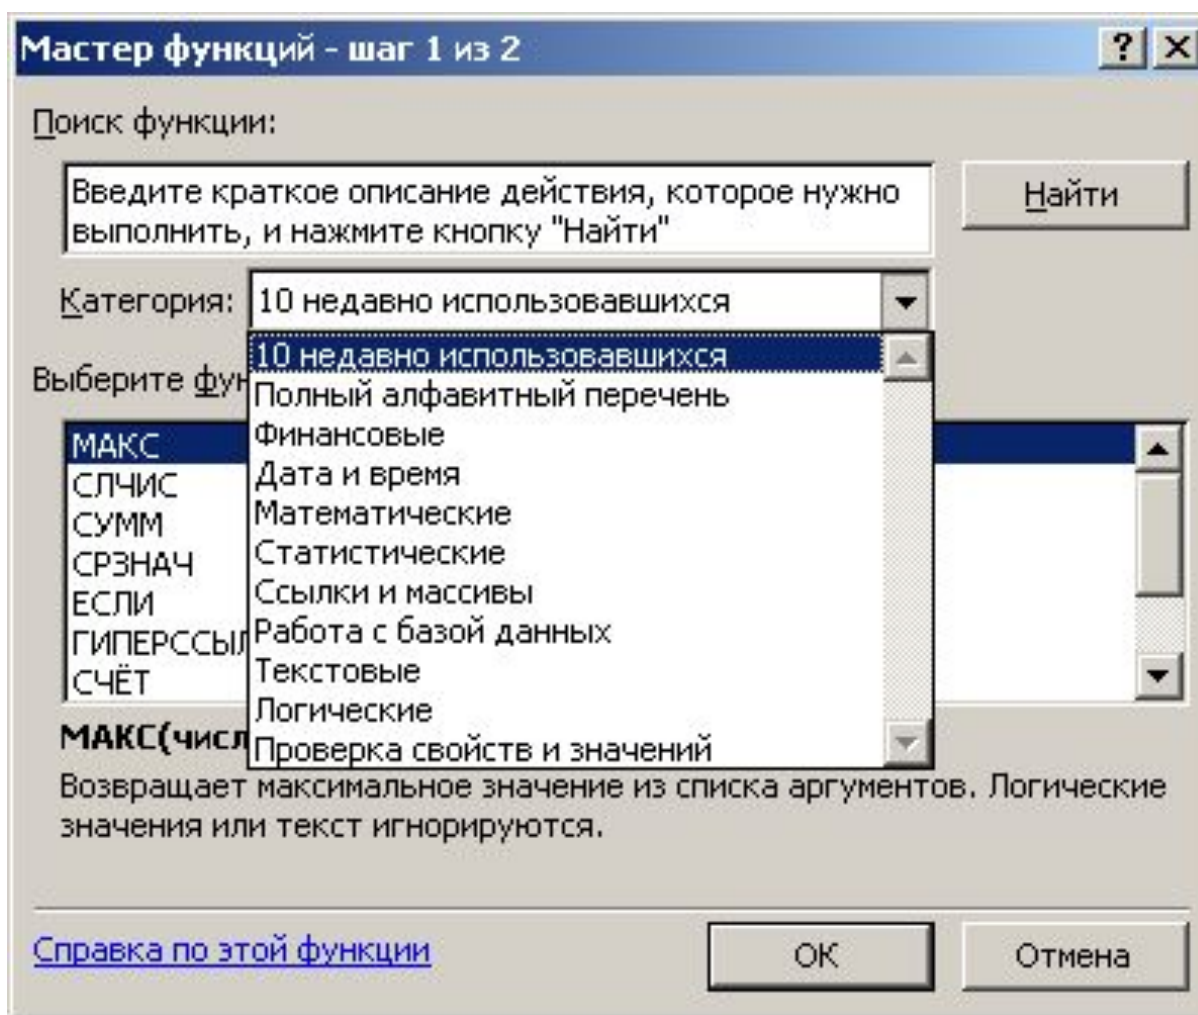 Мастер функций - шаг 1 из 2
Поиск функции:
Введите краткое описание действия, которое нужно
выполнить, и нажмите кнопку "Найти"
Найти
Категория:
10 недавно использовавшихся
10 недавно использовавшихся
Полный алфавитный перечень
Финансовые
Дата и время
Математические
Статистические
Ссылки и массивы
Работа с базой данных
Текстовые
Логические
Проверка свойств и значений
Выберите фун
МАКС
СЛЧИС
СУММ
СРЗНАЧ
ЕСЛИ
ГИПЕРССЫЛ
СЧЁТ
МАКС(числ
Возвращает максимальное значение из списка аргументов. Логические
значения или текст игнорируются.
Справка по этой функции
ОК
Отмена